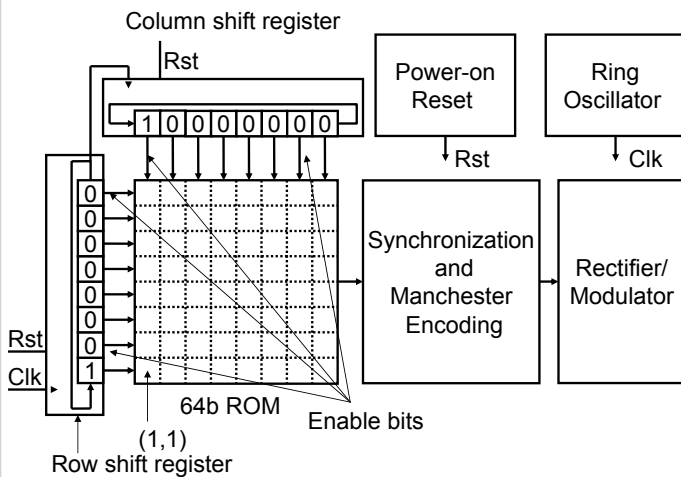 Column shift register
Rst
1 0 0 0 0 0 0 0
Power-on
Reset
Ring
Oscillator
Rst
Clk
0
0
0
0
0
0
0
1
Rst
Clk
Synchronization
and
Manchester
Encoding
Rectifier/
Modulator
64b ROM
Enable bits
(1,1)
Row shift register